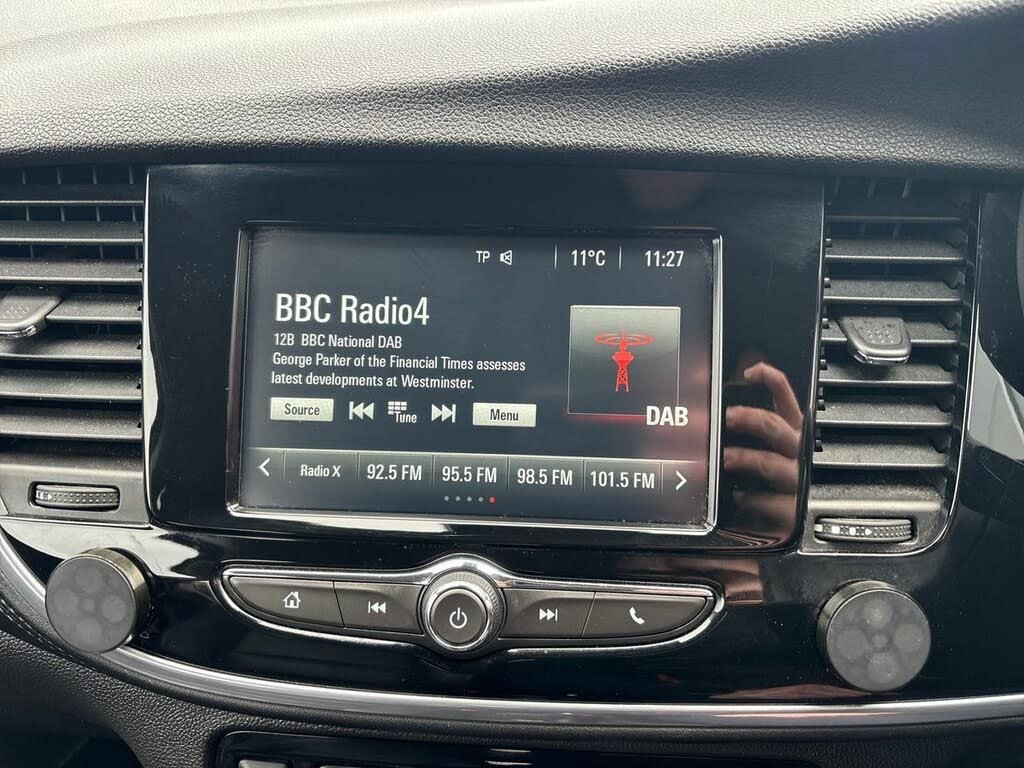 TP 11°C 11:27
BBC Radio4
12B BBC National DAB
George Parker of the Financial Times assesses
latest developments at Westminster.
Source Tune Menu
DAB
Radio X 92.5 FM 95.5 FM 98.5 FM 101.5 FM